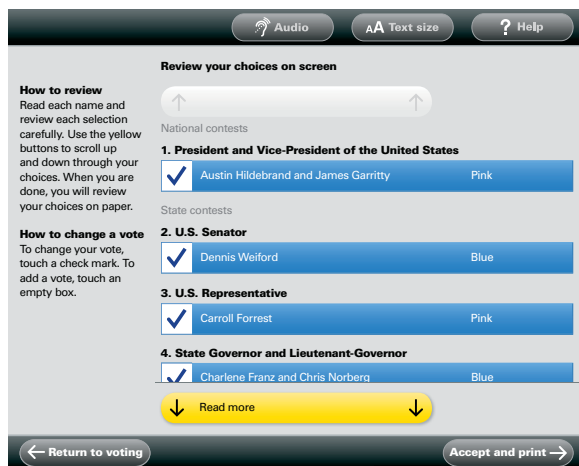 Audio
AA Text size
? Help
Review your choices on screen
How to review
Read each name and
review each selection
carefully. Use the yellow
buttons to scroll up
and down through your
choices. When you are
done, you will review
your choices on paper.
How to change a vote
To change your vote,
touch a check mark. To
add a vote, touch an
empty box.
National contests
1. President and Vice-President of the United States
Austin Hildebrand and James Garritty Pink
State contests
2. U.S. Senator
Dennis Weiford Blue
3. U.S. Representative
Carroll Forrest Pink
4. State Governor and Lieutenant-Governor
Charlene Franz and Chris Norberg Blue
Read more
Return to voting
Accept and print